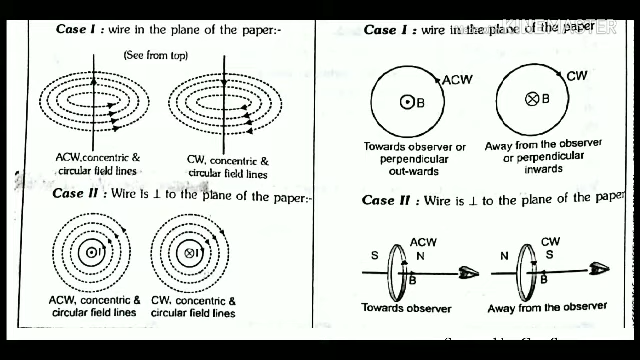 Case I : wire in the plane of the paper:-
(See from top)
ACW, concentric &
circular field lines
CW, concentric &
circular field lines
Case II : Wire Is ⊥ to the plane of the paper:-
I
I
ACW, concentric &
circular field lines
CW, concentric &
circular field lines
Case I : wire in the plane of the paper
KINEMASTER
ACW
B
Towards observer or
perpendicular
out-wards
CW
B
Away from the observer
or perpendicular
inwards
Case II : Wire is ⊥ to the plane of the paper
ACW
S
N
B
Towards observer
CW
N
S
B
Away from the observer